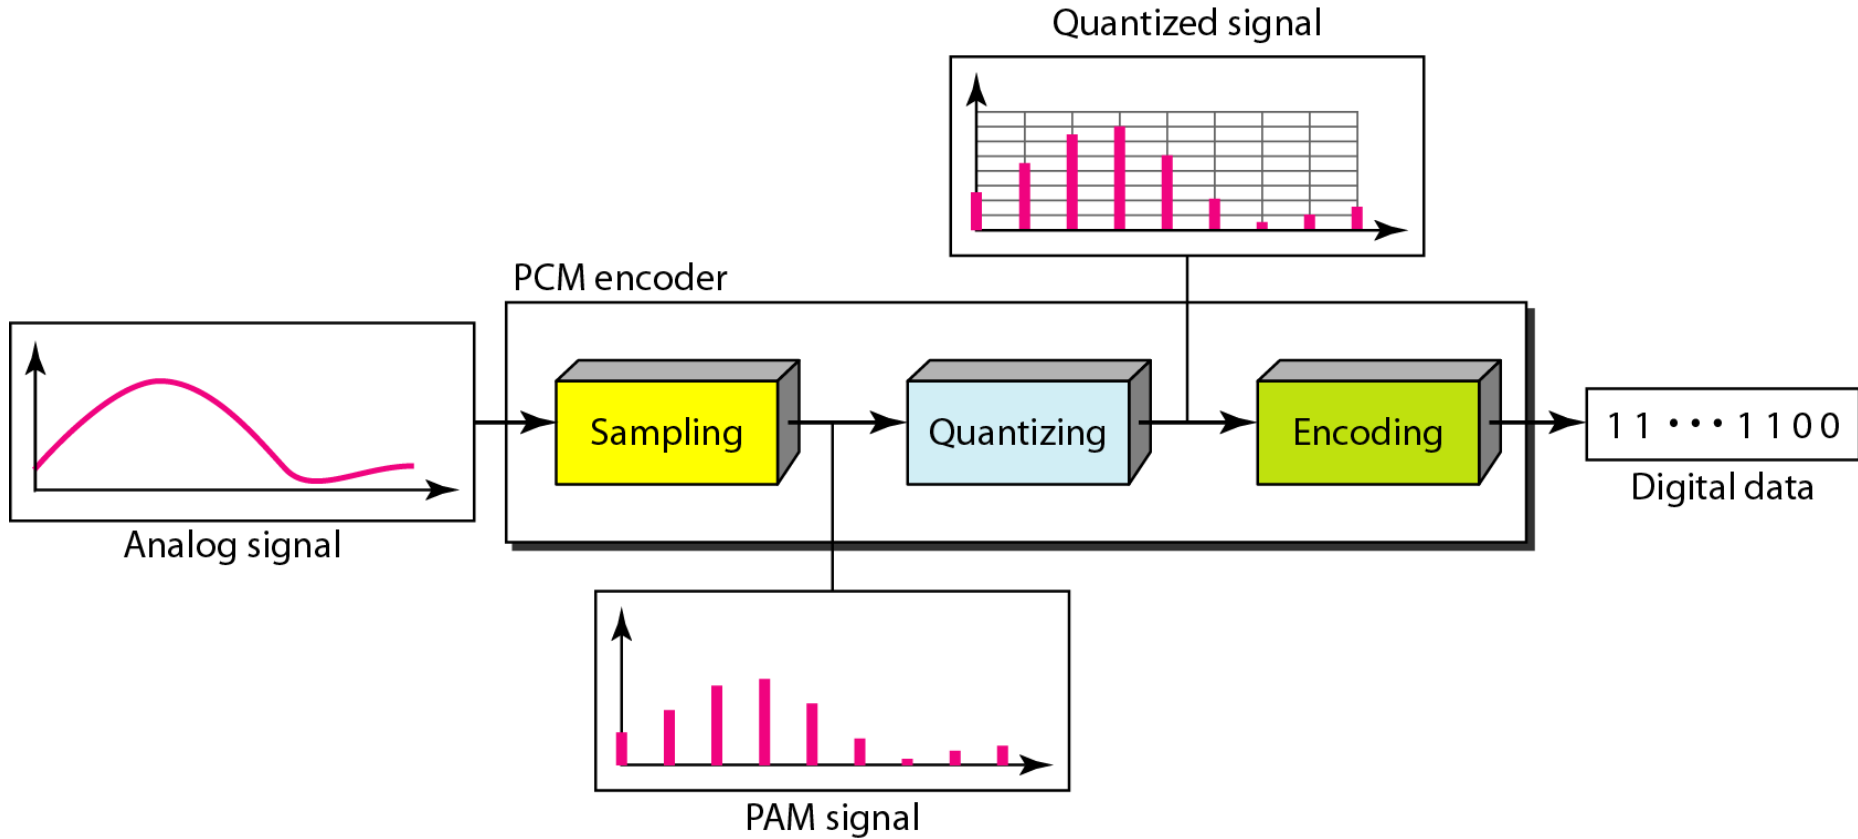 Quantized signal
PCM encoder
Sampling
Quantizing
Encoding
1 1 • • • 1 1 0 0
Digital data
Analog signal
PAM signal